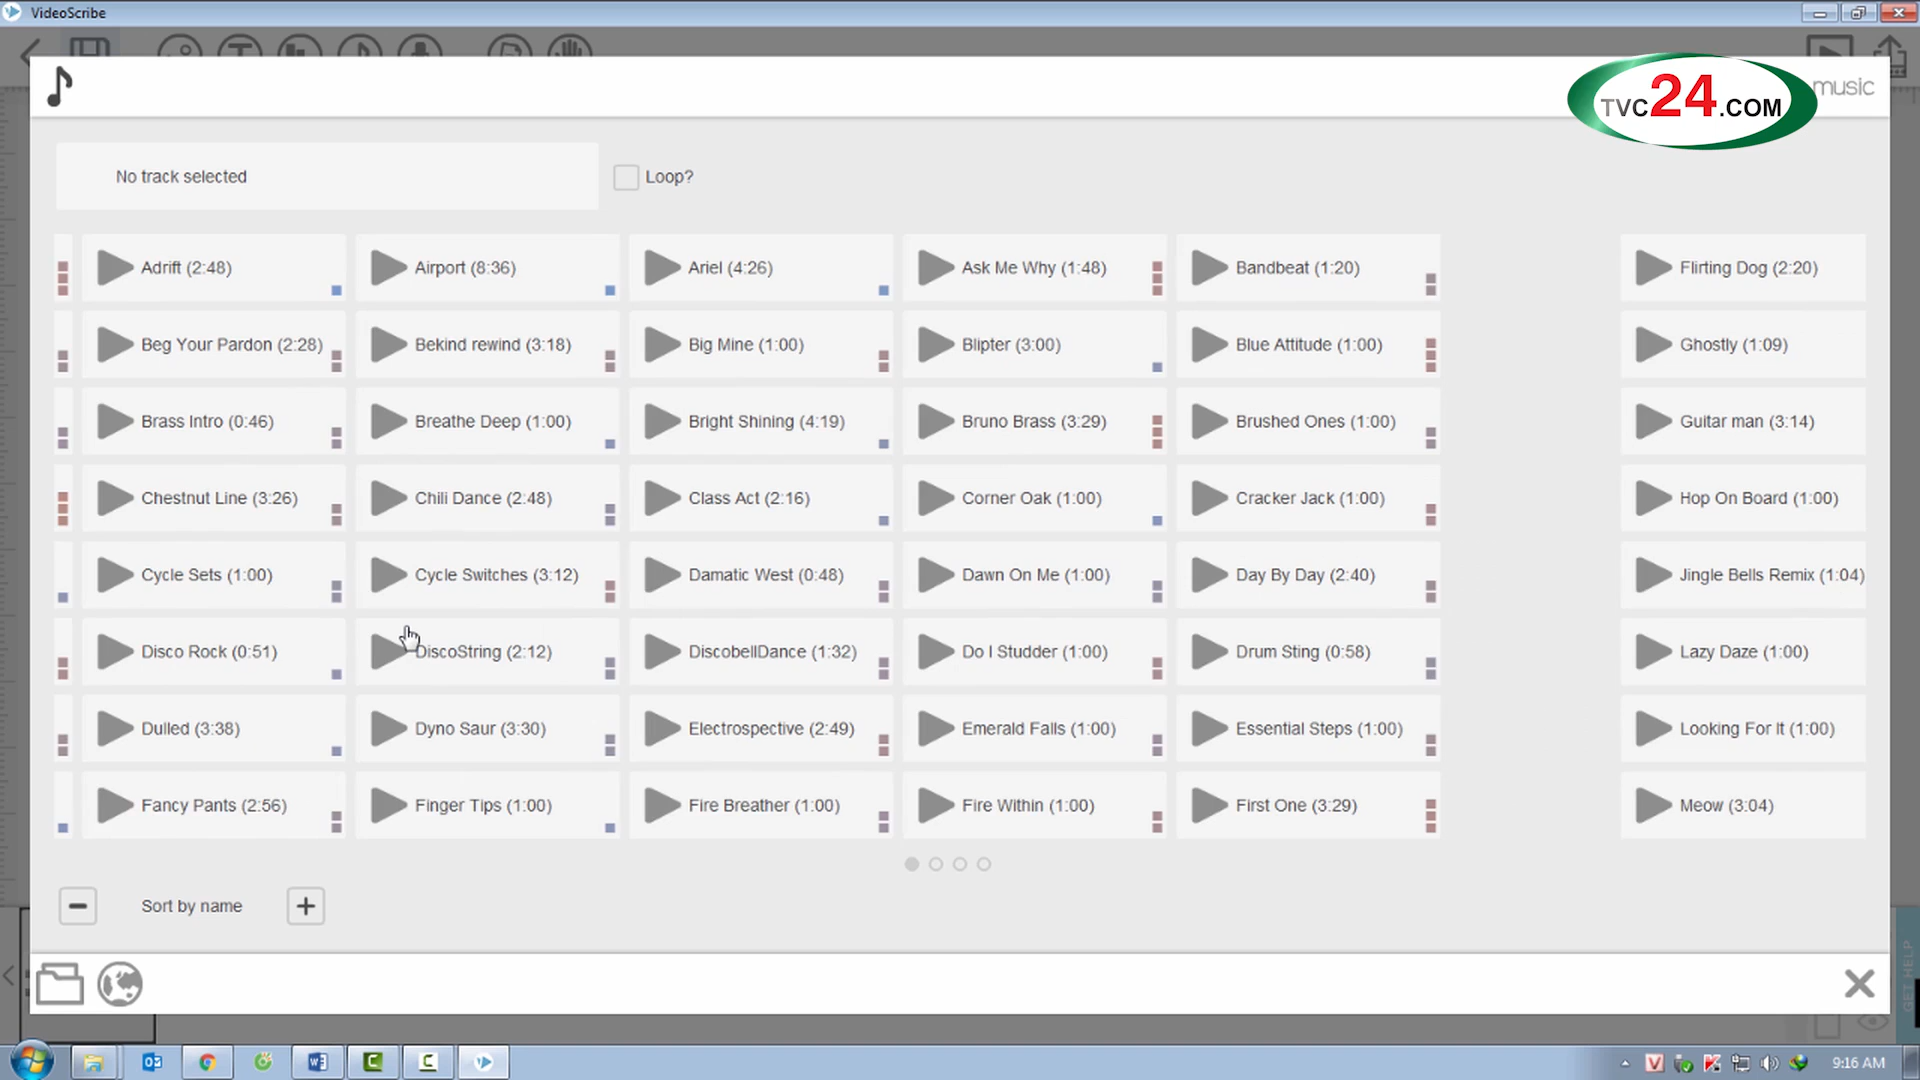 VideoScribe
music
TVC24.COM
No track selected
Loop?
Adrift (2:48) Airport (8:36) Ariel (4:26) Ask Me Why (1:48) Bandbeat (1:20) Flirting Dog (2:20)
Beg Your Pardon (2:28) Bekind rewind (3:18) Big Mine (1:00) Blipter (3:00) Blue Attitude (1:00) Ghostly (1:09)
Brass Intro (0:46) Breathe Deep (1:00) Bright Shining (4:19) Bruno Brass (3:29) Brushed Ones (1:00) Guitar man (3:14)
Chestnut Line (3:26) Chili Dance (2:48) Class Act (2:16) Corner Oak (1:00) Cracker Jack (1:00) Hop On Board (1:00)
Cycle Sets (1:00) Cycle Switches (3:12) Damatic West (0:48) Dawn On Me (1:00) Day By Day (2:40) Jingle Bells Remix (1:04)
Disco Rock (0:51) DiscoString (2:12) DiscobellDance (1:32) Do I Studder (1:00) Drum Sting (0:58) Lazy Daze (1:00)
Dulled (3:38) Dyno Saur (3:30) Electrospective (2:49) Emerald Falls (1:00) Essential Steps (1:00) Looking For It (1:00)
Fancy Pants (2:56) Finger Tips (1:00) Fire Breather (1:00) Fire Within (1:00) First One (3:29) Meow (3:04)
Sort by name
GET HELP
9:16 AM